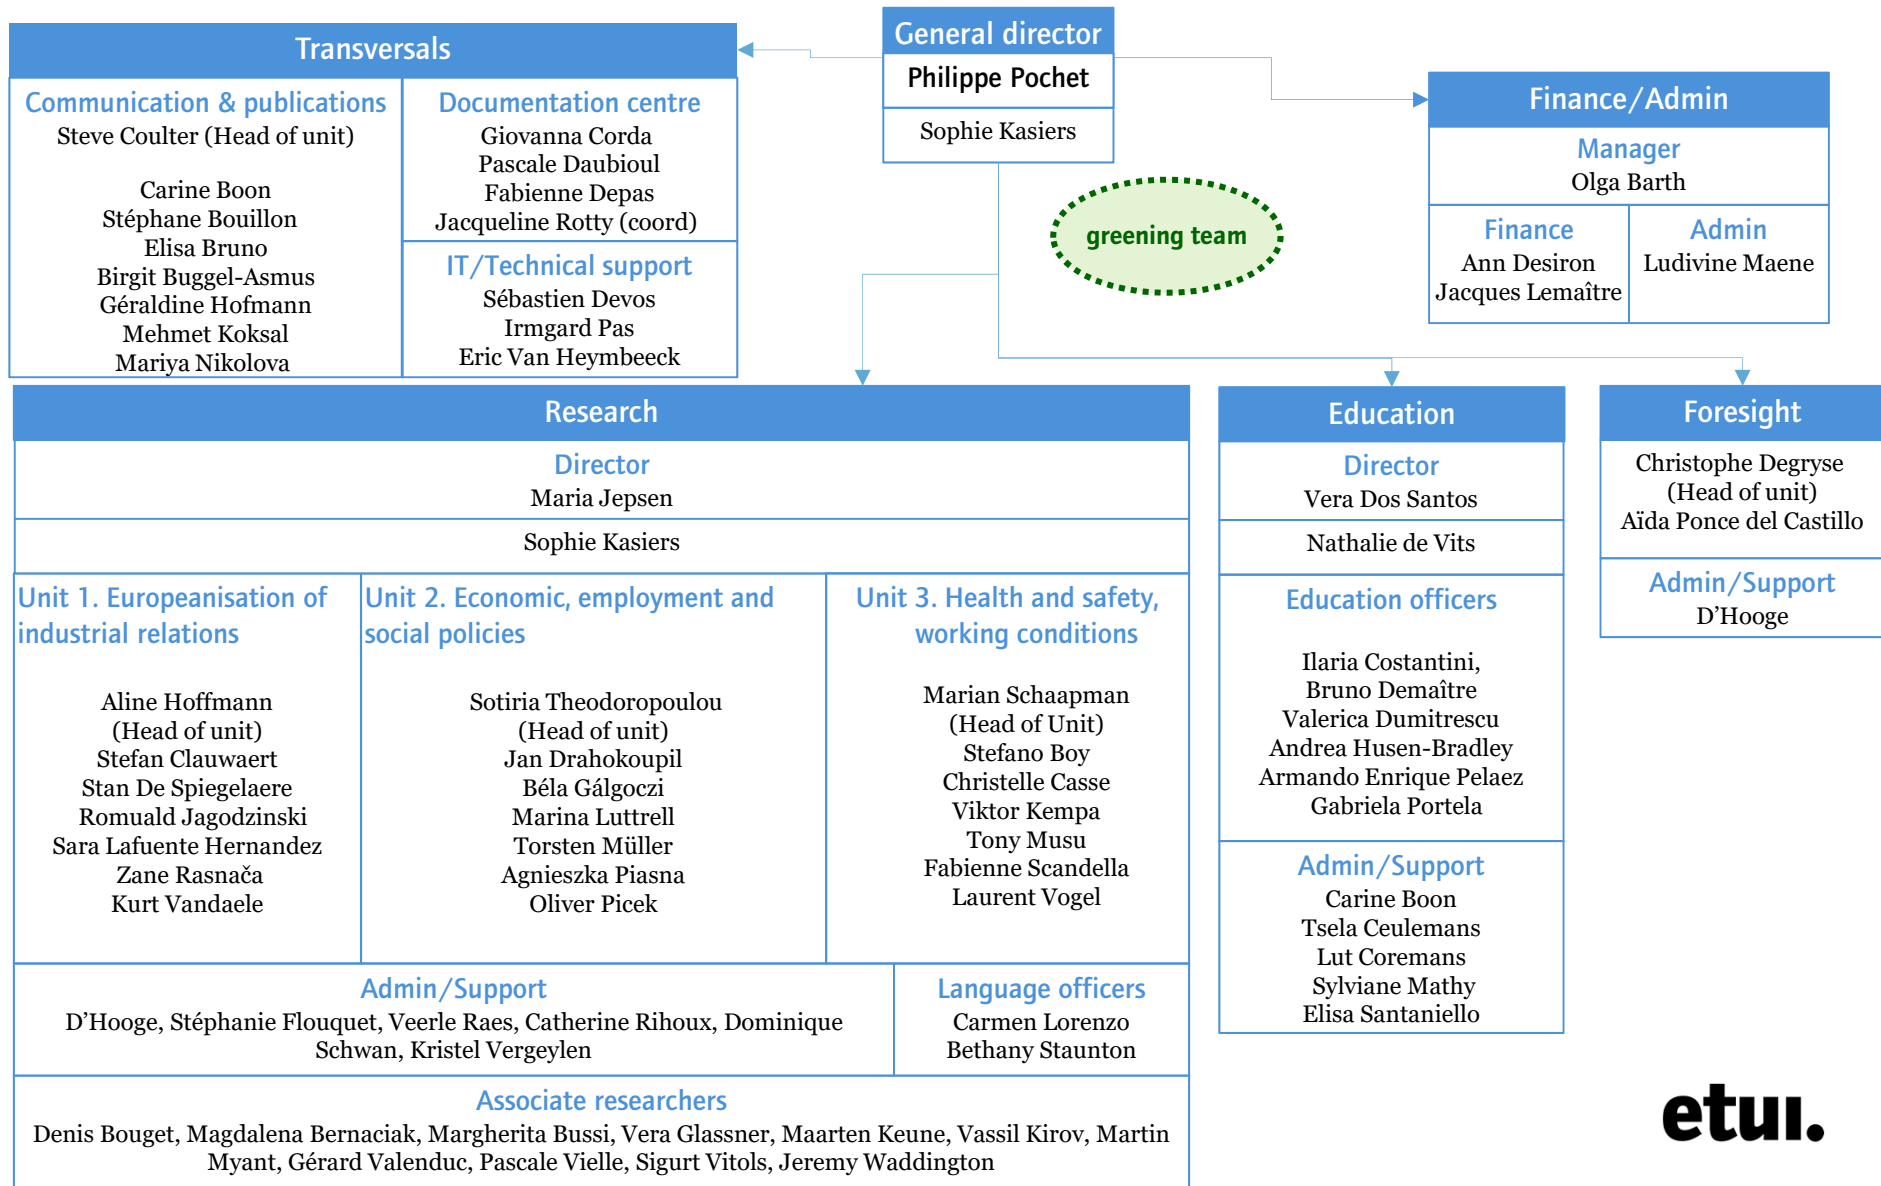 Transversals
Communication & publications
Steve Coulter (Head of unit)
Carine Boon
Stéphane Bouillon
Elisa Bruno
Birgit Buggel-Asmus
Géraldine Hofmann
Mehmet Koksal
Mariya Nikolova
Documentation centre
Giovanna Corda
Pascale Daubioul
Fabienne Depas
Jacqueline Rotty (coord)
IT/Technical support
Sébastien Devos
Irmgard Pas
Eric Van Heymbeeck
General director
Philippe Pochet
Sophie Kasiers
greening team
Finance/Admin
Manager
Olga Barth
Finance
Ann Desiron
Jacques Lemaître
Admin
Ludivine Maene
Research
Director
Maria Jepsen
Sophie Kasiers
Unit 1. Europeanisation of
industrial relations
Aline Hoffmann
(Head of unit)
Stefan Clauwaert
Stan De Spiegelaere
Romuald Jagodzinski
Sara Lafuente Hernandez
Zane Rasnača
Kurt Vandaele
Unit 2. Economic, employment and
social policies
Sotiria Theodoropoulou
(Head of unit)
Jan Drahokoupil
Béla Gálgoczi
Marina Luttrell
Torsten Müller
Agnieszka Piasna
Oliver Picek
Unit 3. Health and safety,
working conditions
Marian Schaapman
(Head of Unit)
Stefano Boy
Christelle Casse
Viktor Kempa
Tony Musu
Fabienne Scandella
Laurent Vogel
Admin/Support
D'Hooge, Stéphanie Flouquet, Veerle Raes, Catherine Rihoux, Dominique
Schwan, Kristel Vergeylen
Language officers
Carmen Lorenzo
Bethany Staunton
Associate researchers
Denis Bouget, Magdalena Bernaciak, Margherita Bussi, Vera Glassner, Maarten Keune, Vassil Kirov, Martin
Myant, Gérard Valenduc, Pascale Vielle, Sigurt Vitols, Jeremy Waddington
Education
Director
Vera Dos Santos
Nathalie de Vits
Education officers
Ilaria Costantini,
Bruno Demaître
Valerica Dumitrescu
Andrea Husen-Bradley
Armando Enrique Pelaez
Gabriela Portela
Admin/Support
Carine Boon
Tsela Ceulemans
Lut Coremans
Sylviane Mathy
Elisa Santaniello
Foresight
Christophe Degryse
(Head of unit)
Aïda Ponce del Castillo
Admin/Support
D'Hooge
etui.